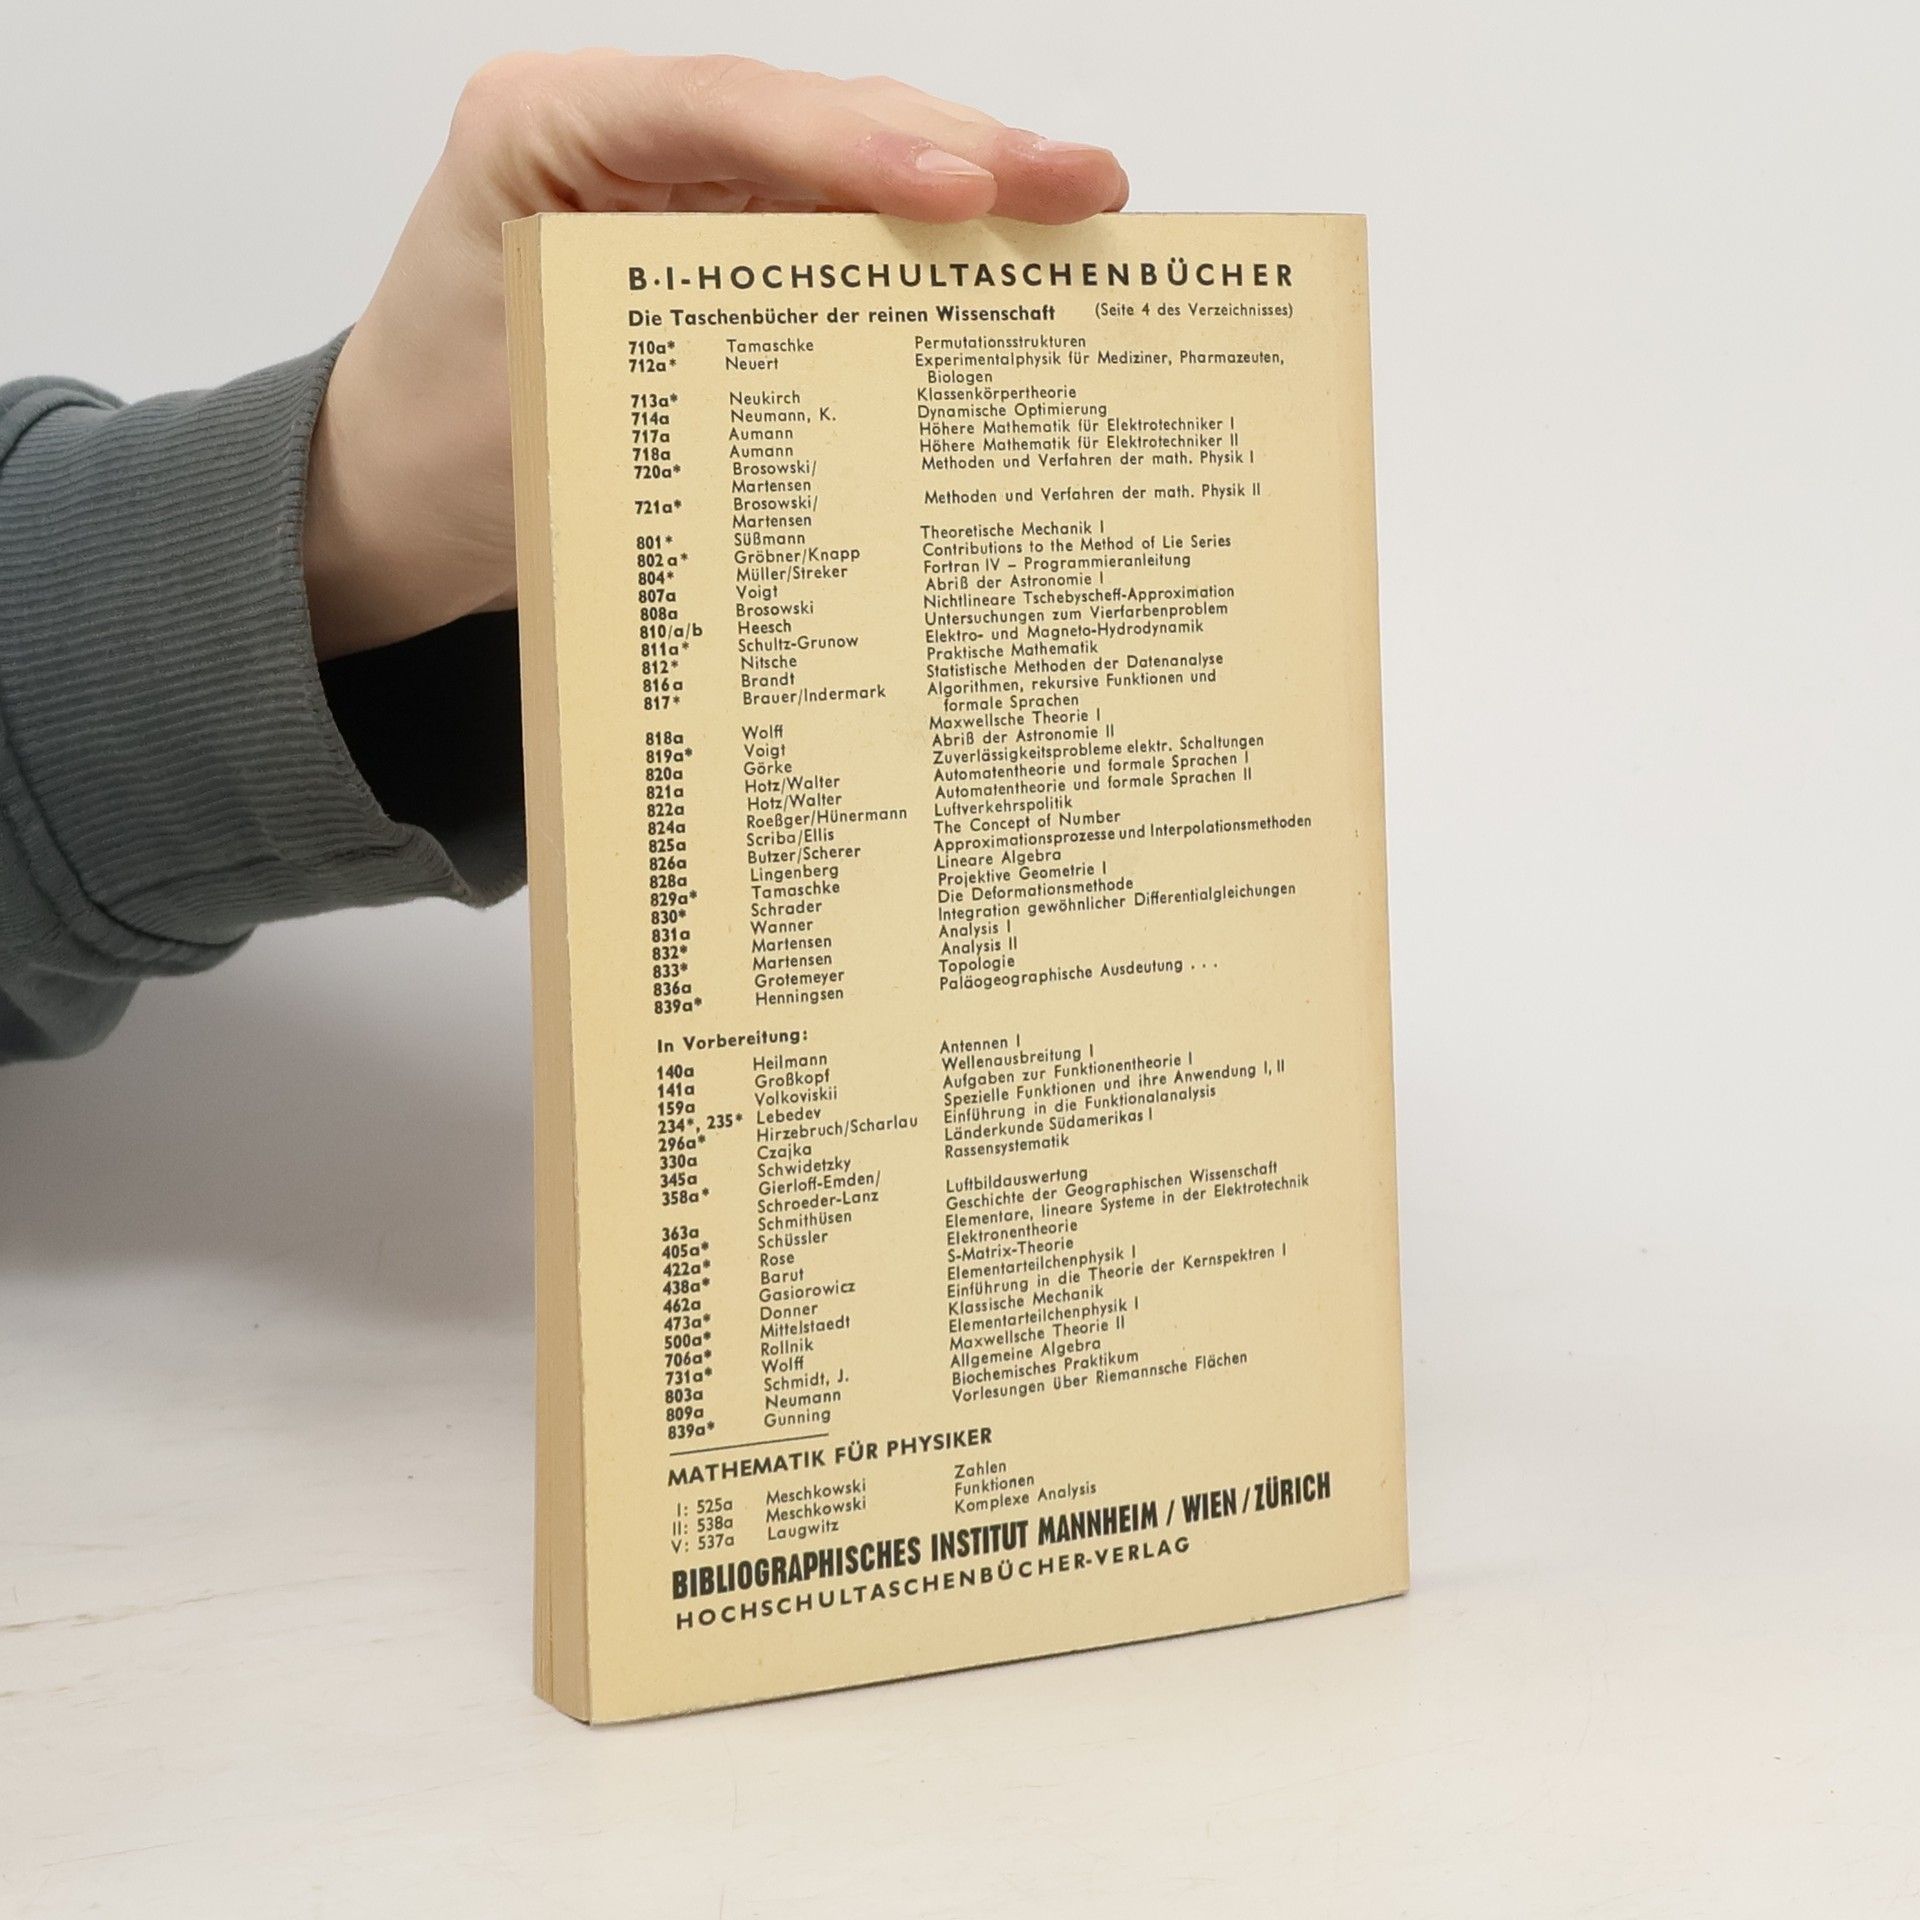 B·I-HOCHSCHULTASCHENBÜCHER
Die Taschenbücher der reinen Wissenschaft (Seite 4 des Verzeichnisses)
710a* Tamaschke Permutationsstrukturen
712a* Neuert Experimentalphysik für Mediziner, Pharmazeuten,
Biologen
713a* Neukirch Klassenkörpertheorie
714a Neumann, K. Dynamische Optimierung
717a Aumann Höhere Mathematik für Elektrotechniker I
718a Aumann Höhere Mathematik für Elektrotechniker II
720a* Brosowski/ Methoden und Verfahren der math. Physik I
Martensen
721a* Brosowski/ Methoden und Verfahren der math. Physik II
Martensen
801* Süßmann Theoretische Mechanik I
802a* Gröbner/Knapp Contributions to the Method of Lie Series
804* Müller/Streker Fortran IV – Programmieranleitung
807a Voigt Abriß der Astronomie I
808a Brosowski Nichtlineare Tschebyscheff-Approximation
810/a/b Heesch Untersuchungen zum Vierfarbenproblem
811a* Schultz-Grunow Elektro- und Magneto-Hydrodynamik
812* Nitsche Praktische Mathematik
816a Brandt Statistische Methoden der Datenanalyse
817* Brauer/Indermark Algorithmen, rekursive Funktionen und
formale Sprachen
818a Wolff Maxwellsche Theorie I
819a* Voigt Abriß der Astronomie II
820a Görke Zuverlässigkeitsprobleme elektr. Schaltungen
821a Hotz/Walter Automatentheorie und formale Sprachen I
822a Hotz/Walter Automatentheorie und formale Sprachen II
824a Roeßger/Hünermann Luftverkehrspolitik
825a Scriba/Ellis The Concept of Number
826a Butzer/Scherer Approximationsprozesse und Interpolationsmethoden
828a Lingenberg Lineare Algebra
829a* Tamaschke Projektive Geometrie I
830* Schrader Die Deformationsmethode
831a Wanner Integration gewöhnlicher Differentialgleichungen
832* Martensen Analysis I
833* Martensen Analysis II
836a Grotemeyer Topologie
839a* Henningsen Paläogeographische Ausdeutung . . .
In Vorbereitung:
140a Heilmann Antennen I
141a Großkopf Wellenausbreitung I
159a Volkoviskii Aufgaben zur Funktionentheorie I
234*, 235* Lebedev Spezielle Funktionen und ihre Anwendung I, II
296a* Hirzebruch/Scharlau Einführung in die Funktionalanalysis
330a Czajka Länderkunde Südamerikas I
345a Schwidetzky Rassensystematik
358a* Gierloff-Emden/
Schroeder-Lanz Luftbildauswertung
363a Schmithüsen Geschichte der Geographischen Wissenschaft
405a* Schüssler Elementare, lineare Systeme in der Elektrotechnik
422a* Rose Elektronentheorie
438a* Barut S-Matrix-Theorie
462a Gasiorowicz Elementarteilchenphysik I
473a* Donner Einführung in die Theorie der Kernspektren I
500a* Mittelstaedt Klassische Mechanik
706a* Rollnik Elementarteilchenphysik I
731a* Wolff Maxwellsche Theorie II
803a Schmidt, J. Allgemeine Algebra
809a Neumann Biochemisches Praktikum
839a* Gunning Vorlesungen über Riemannsche Flächen
MATHEMATIK FÜR PHYSIKER
I: 525a Meschkowski Zahlen
II: 538a Meschkowski Funktionen
V: 537a Laugwitz Komplexe Analysis
BIBLIOGRAPHISCHES INSTITUT MANNHEIM / WIEN / ZÜRICH
HOCHSCHULTASCHENBÜCHER-VERLAG